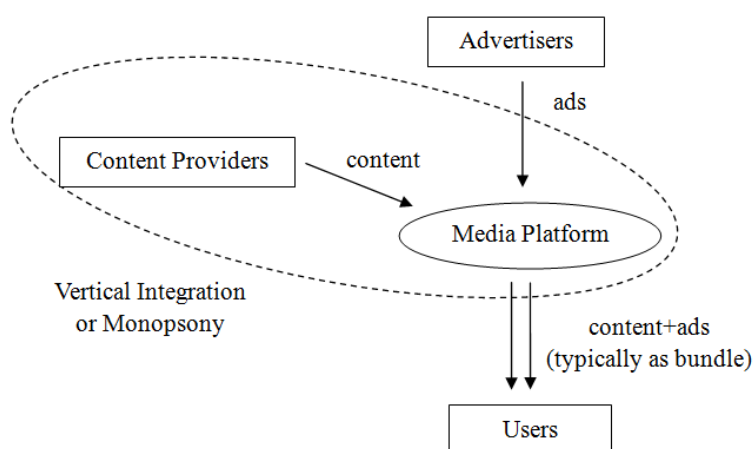 Advertisers
ads
Content Providers
content
Media Platform
Vertical Integration
or Monopsony
content+ads
(typically as bundle)
Users